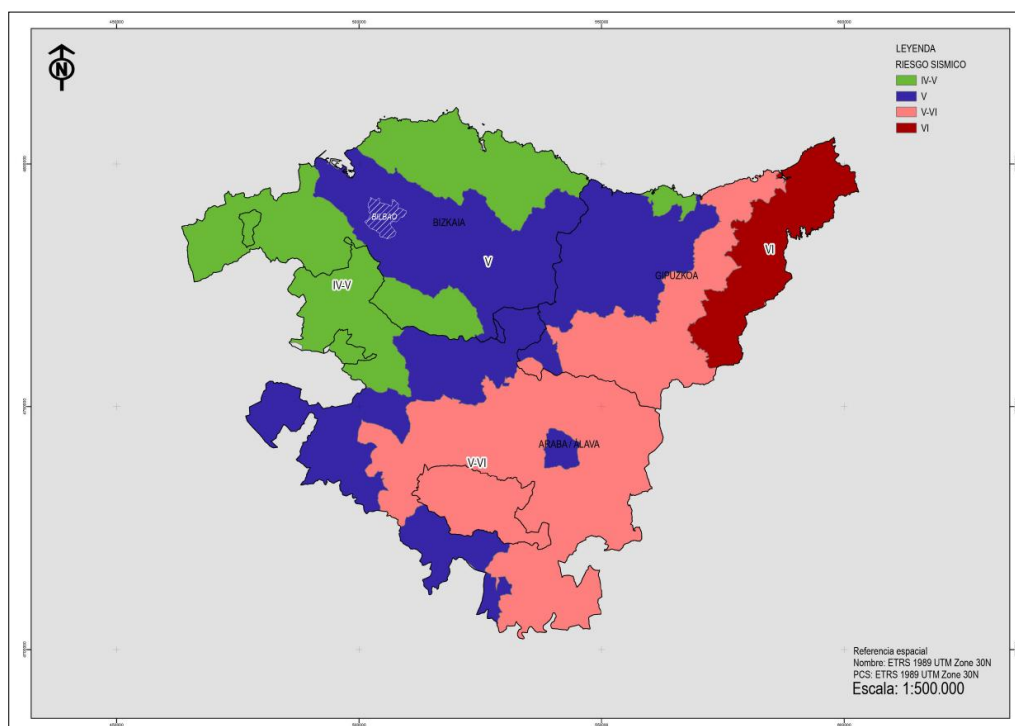 N
LEYENDA
RIESGO SISMICO
IV-V
V
V-VI
VI
BILBAO
BIZKAIA
V
VI
GIPUZKOA
IV-V
ARABA / ALAVA
V-VI
Referencia espacial
Nombre: ETRS 1989 UTM Zone 30N
PCS: ETRS 1989 UTM Zone 30N
Escala: 1:500.000